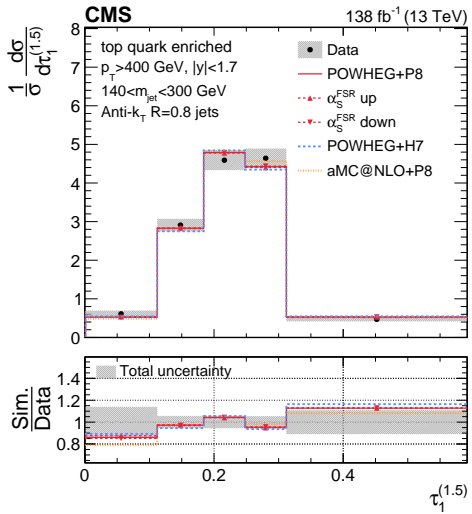 CMS 138 fb⁻¹ (13 TeV)
1/σ dσ/dτ₁^(1.5)
top quark enriched
p_T>400 GeV, |y|<1.7
140<m_jet<300 GeV
Anti-k_T R=0.8 jets
Data
POWHEG+P8
α_S^FSR up
α_S^FSR down
POWHEG+H7
aMC@NLO+P8
8
7
6
5
4
3
2
1
0
Total uncertainty
Sim./Data
1.4
1.2
1
0.8
0 0.2 0.4
τ₁^(1.5)